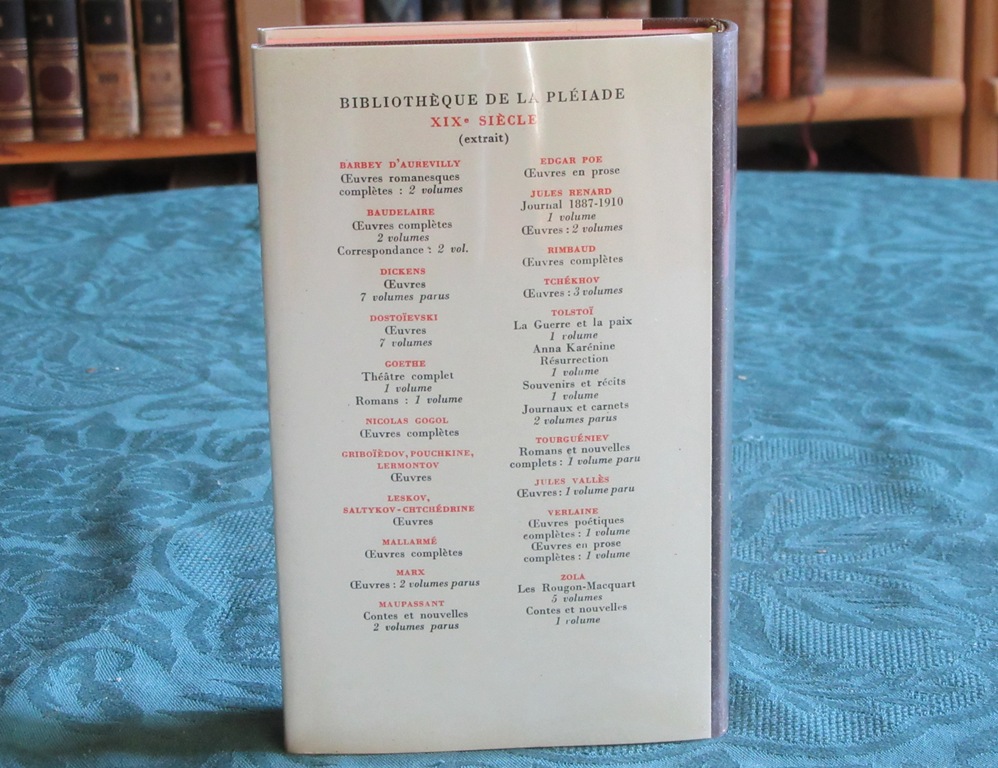 BIBLIOTHÈQUE DE LA PLÉIADE
XIXe SIÈCLE
(extrait)
BARBEY D'AUREVILLY
Œuvres romanesques
complètes : 2 volumes
BAUDELAIRE
Œuvres complètes
2 volumes
Correspondance : 2 vol.
DICKENS
Œuvres
7 volumes parus
DOSTOÏEVSKI
Œuvres
7 volumes
GOETHE
Théâtre complet
1 volume
Romans : 1 volume
NICOLAS GOGOL
Œuvres complètes
GRIBOÏÈDOV, POUCHKINE,
LERMONTOV
Œuvres
LESKOV,
SALTYKOV-CHTCHÉDRINE
Œuvres
MALLARMÉ
Œuvres complètes
MARX
Œuvres : 2 volumes parus
MAUPASSANT
Contes et nouvelles
2 volumes parus
EDGAR POE
Œuvres en prose
JULES RENARD
Journal 1887-1910
1 volume
Œuvres : 2 volumes
RIMBAUD
Œuvres complètes
TCHÉKHOV
Œuvres : 3 volumes
TOLSTOÏ
La Guerre et la paix
1 volume
Anna Karénine
Résurrection
1 volume
Souvenirs et récits
1 volume
Journaux et carnets
2 volumes parus
TOURGUÉNIEV
Romans et nouvelles
complets : 1 volume paru
JULES VALLÈS
Œuvres : 1 volume paru
VERLAINE
Œuvres poétiques
complètes : 1 volume
Œuvres en prose
complètes : 1 volume
ZOLA
Les Rougon-Macquart
5 volumes
Contes et nouvelles
1 volume